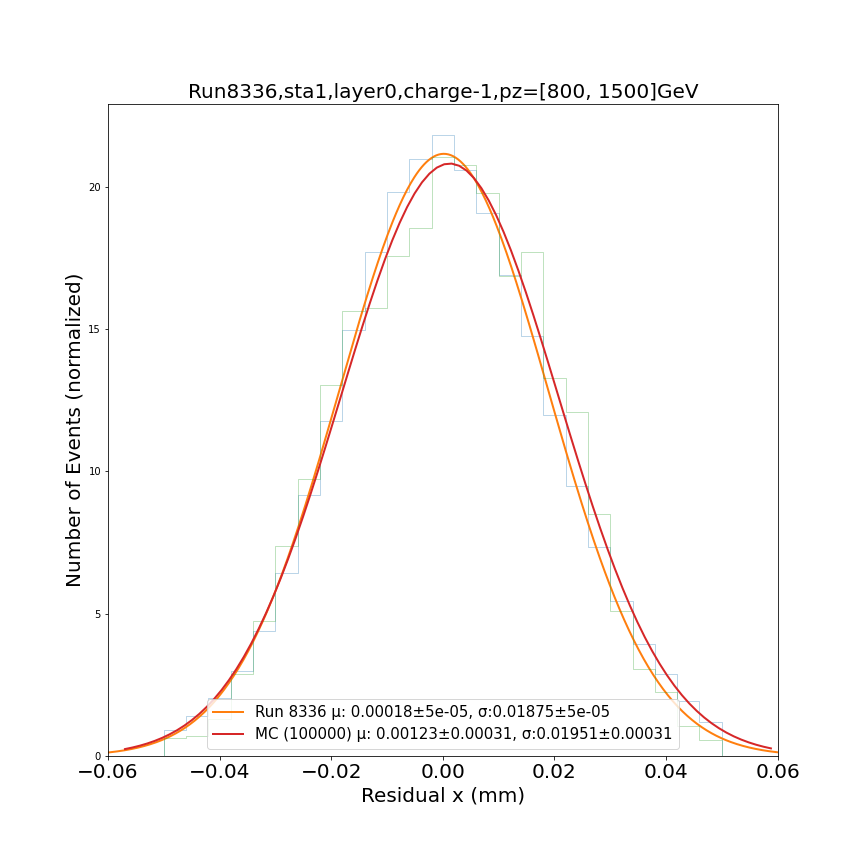 Run8336,sta1,layer0,charge-1,pz=[800, 1500]GeV
Number of Events (normalized)
20
15
10
5
0
Run 8336 μ: 0.00018±5e-05, σ:0.01875±5e-05
MC (100000) μ: 0.00123±0.00031, σ:0.01951±0.00031
−0.06 −0.04 −0.02 0.00 0.02 0.04 0.06
Residual x (mm)